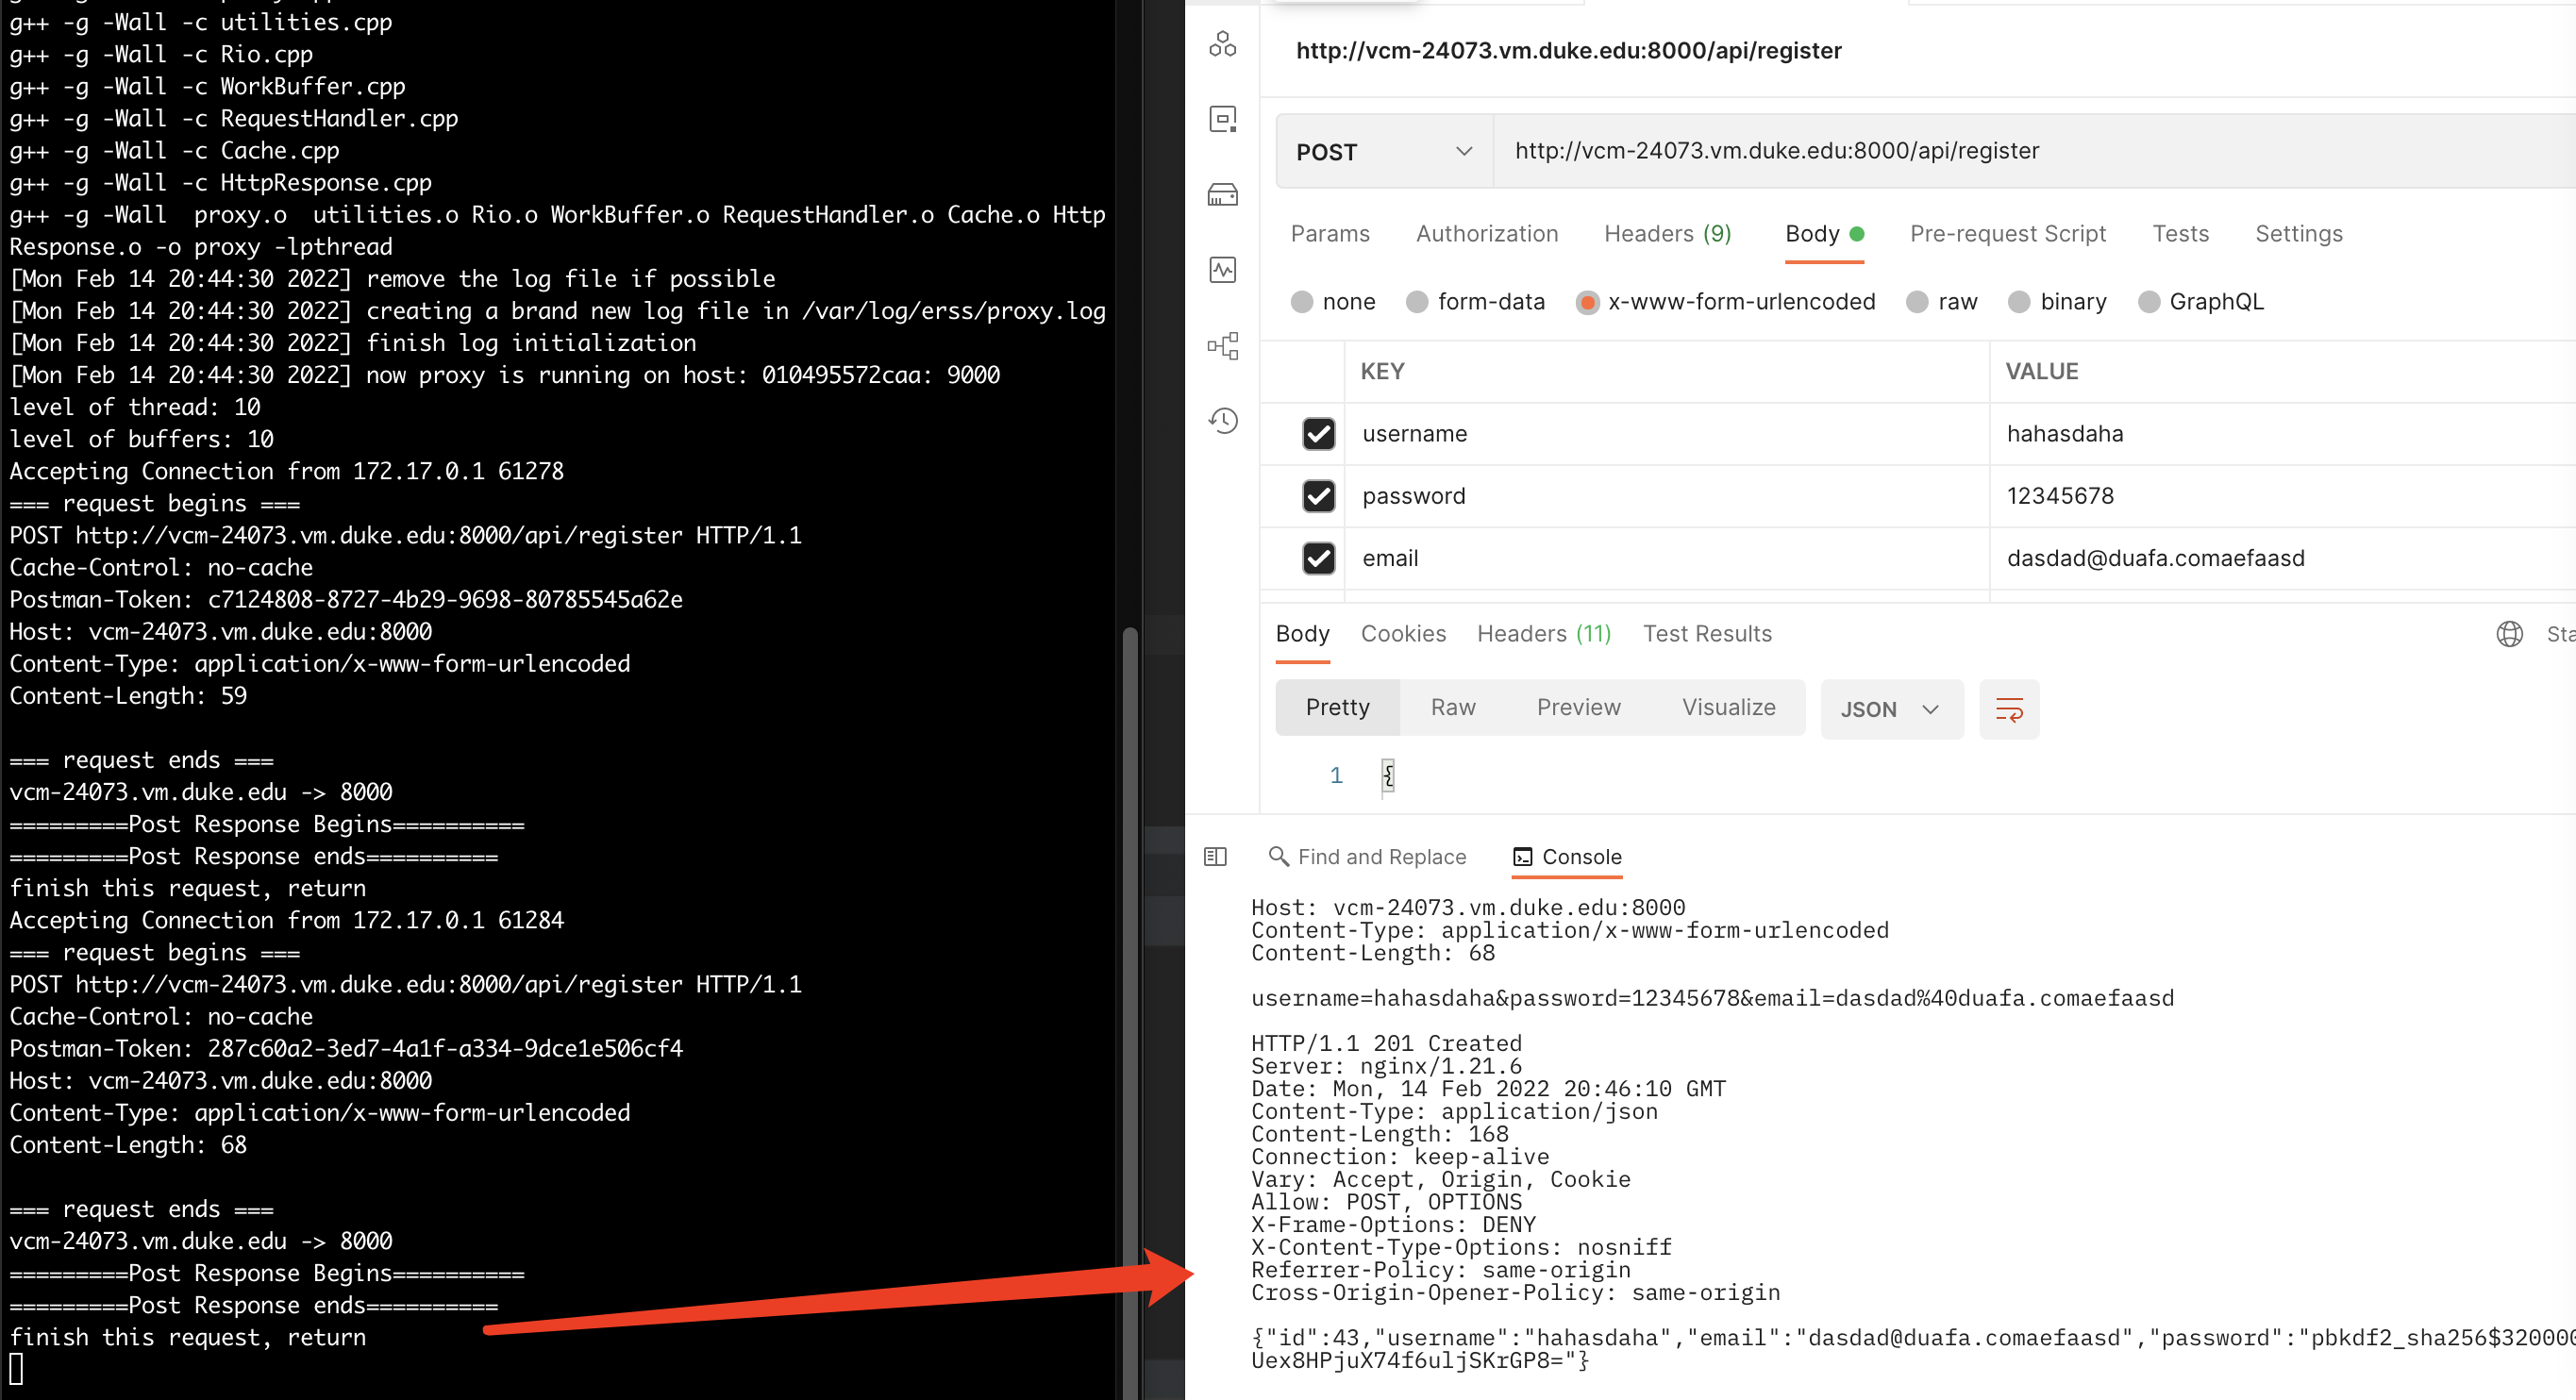 g++ -g -Wall -c utilities.cpp
g++ -g -Wall -c Rio.cpp
g++ -g -Wall -c WorkBuffer.cpp
g++ -g -Wall -c RequestHandler.cpp
g++ -g -Wall -c Cache.cpp
g++ -g -Wall -c HttpResponse.cpp
g++ -g -Wall  proxy.o  utilities.o Rio.o WorkBuffer.o RequestHandler.o Cache.o Http
Response.o -o proxy -lpthread
[Mon Feb 14 20:44:30 2022] remove the log file if possible
[Mon Feb 14 20:44:30 2022] creating a brand new log file in /var/log/erss/proxy.log
[Mon Feb 14 20:44:30 2022] finish log initialization
[Mon Feb 14 20:44:30 2022] now proxy is running on host: 010495572caa: 9000
level of thread: 10
level of buffers: 10
Accepting Connection from 172.17.0.1 61278
=== request begins ===
POST http://vcm-24073.vm.duke.edu:8000/api/register HTTP/1.1
Cache-Control: no-cache
Postman-Token: c7124808-8727-4b29-9698-80785545a62e
Host: vcm-24073.vm.duke.edu:8000
Content-Type: application/x-www-form-urlencoded
Content-Length: 59
=== request ends ===
vcm-24073.vm.duke.edu -> 8000
=========Post Response Begins==========
=========Post Response ends==========
finish this request, return
Accepting Connection from 172.17.0.1 61284
=== request begins ===
POST http://vcm-24073.vm.duke.edu:8000/api/register HTTP/1.1
Cache-Control: no-cache
Postman-Token: 287c60a2-3ed7-4a1f-a334-9dce1e506cf4
Host: vcm-24073.vm.duke.edu:8000
Content-Type: application/x-www-form-urlencoded
Content-Length: 68
=== request ends ===
vcm-24073.vm.duke.edu -> 8000
=========Post Response Begins==========
=========Post Response ends==========
finish this request, return
http://vcm-24073.vm.duke.edu:8000/api/register
POST http://vcm-24073.vm.duke.edu:8000/api/register
Params Authorization Headers (9) Body Pre-request Script Tests Settings
none form-data x-www-form-urlencoded raw binary GraphQL
KEY VALUE
username hahasdaha
password 12345678
email dasdad@duafa.comaefaasd
Body Cookies Headers (11) Test Results
Pretty Raw Preview Visualize JSON
1 {
Find and Replace Console
Host: vcm-24073.vm.duke.edu:8000
Content-Type: application/x-www-form-urlencoded
Content-Length: 68
username=hahasdaha&password=12345678&email=dasdad%40duafa.comaefaasd
HTTP/1.1 201 Created
Server: nginx/1.21.6
Date: Mon, 14 Feb 2022 20:46:10 GMT
Content-Type: application/json
Content-Length: 168
Connection: keep-alive
Vary: Accept, Origin, Cookie
Allow: POST, OPTIONS
X-Frame-Options: DENY
X-Content-Type-Options: nosniff
Referrer-Policy: same-origin
Cross-Origin-Opener-Policy: same-origin
{"id":43,"username":"hahasdaha","email":"dasdad@duafa.comaefaasd","password":"pbkdf2_sha256$320000
Uex8HPjuX74f6uljSKrGP8="}